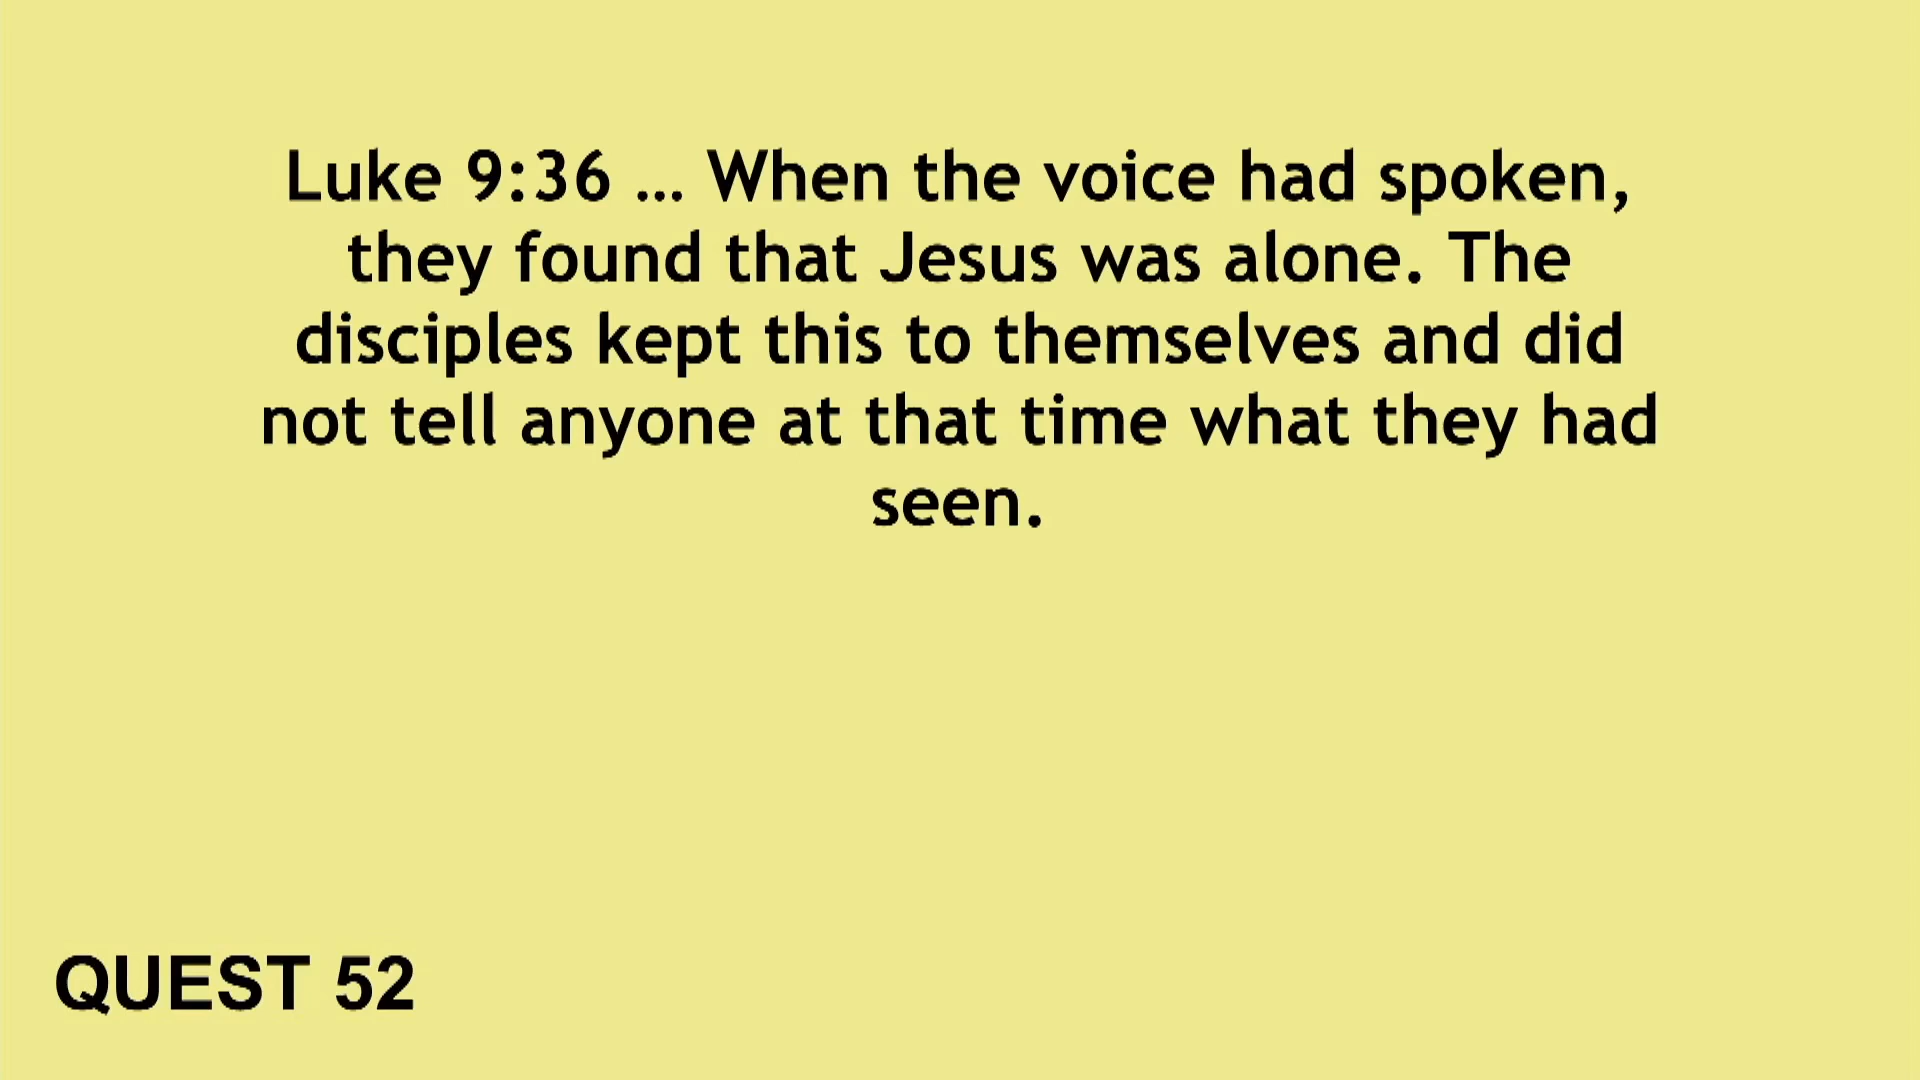 Luke 9:36 … When the voice had spoken,
they found that Jesus was alone. The
disciples kept this to themselves and did
not tell anyone at that time what they had
seen.
QUEST 52